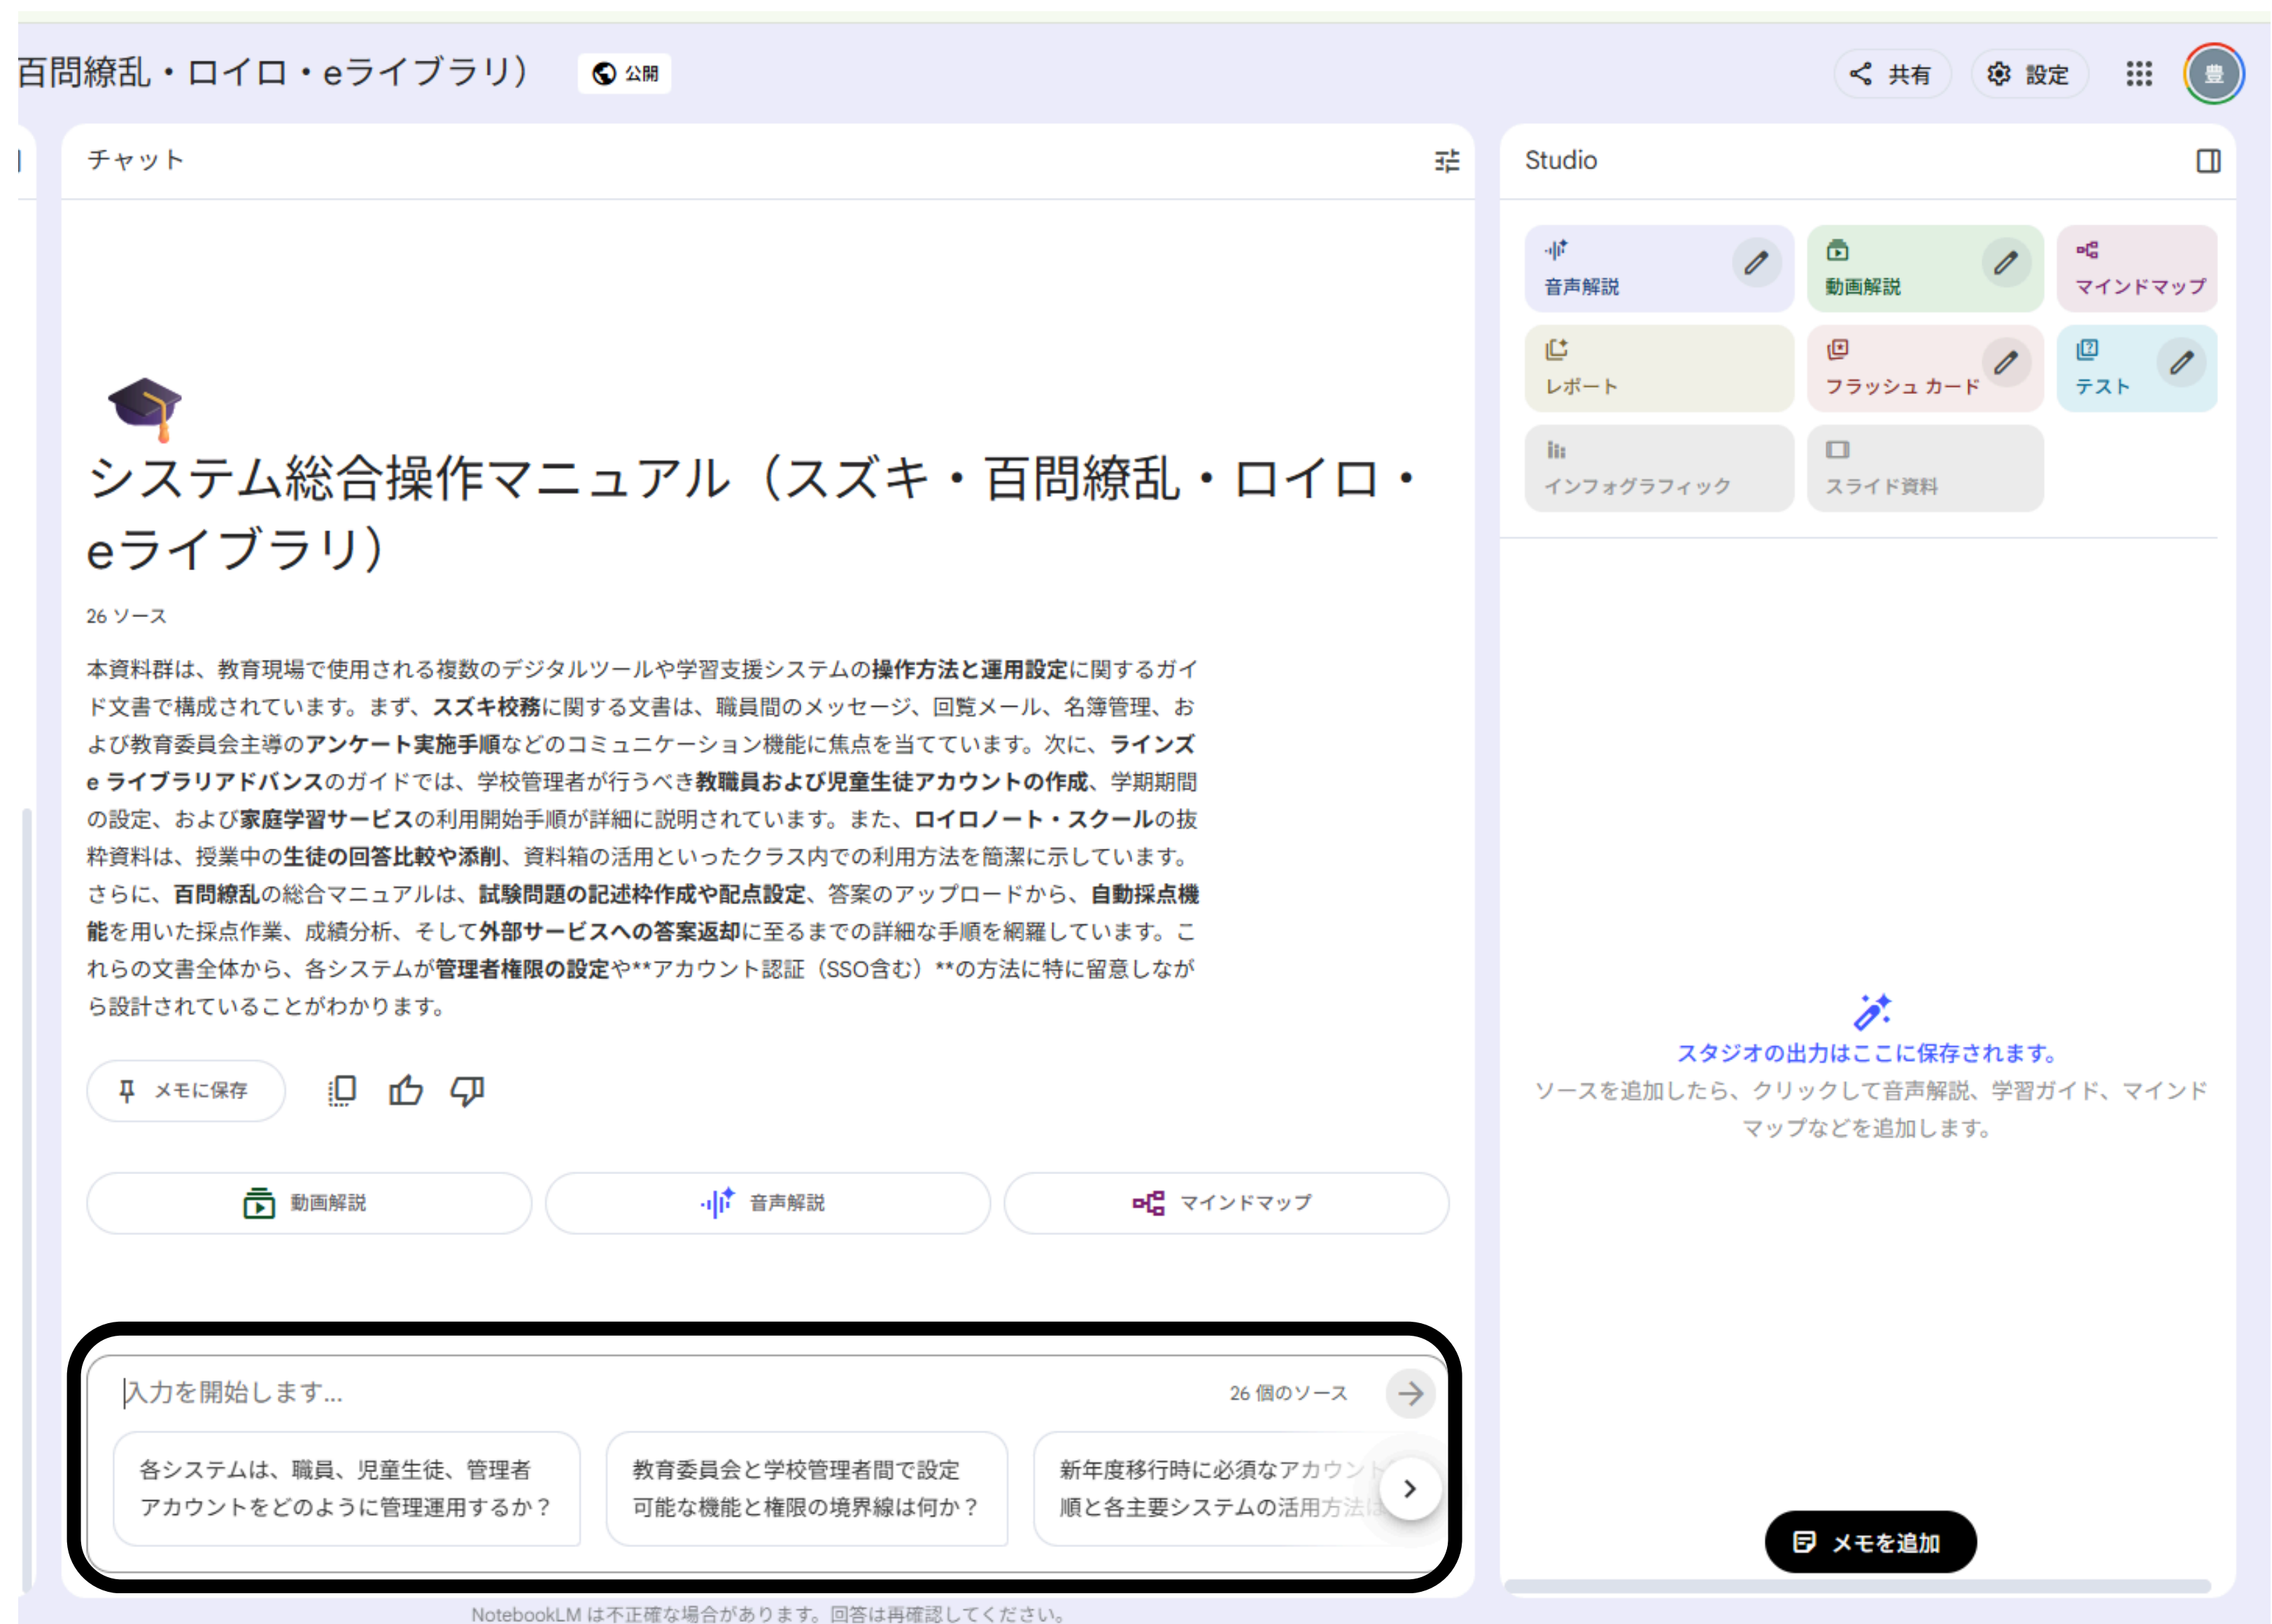 百問繚乱・ロイロ・eライブラリ）
公開
共有
設定
豊
チャット
システム総合操作マニュアル（スズキ・百問繚乱・ロイロ・
eライブラリ）
26 ソース
本資料群は、教育現場で使用される複数のデジタルツールや学習支援システムの操作方法と運用設定に関するガイ
ド文書で構成されています。まず、スズキ校務に関する文書は、職員間のメッセージ、回覧メール、名簿管理、お
よび教育委員会主導のアンケート実施手順などのコミュニケーション機能に焦点を当てています。次に、ラインズ
e ライブラリアドバンスのガイドでは、学校管理者が行うべき教職員および児童生徒アカウントの作成、学期期間
の設定、および家庭学習サービスの利用開始手順が詳細に説明されています。また、ロイロノート・スクールの抜
粋資料は、授業中の生徒の回答比較や添削、資料箱の活用といったクラス内での利用方法を簡潔に示しています。
さらに、百問繚乱の総合マニュアルは、試験問題の記述枠作成や配点設定、答案のアップロードから、自動採点機
能を用いた採点作業、成績分析、そして外部サービスへの答案返却に至るまでの詳細な手順を網羅しています。こ
れらの文書全体から、各システムが管理者権限の設定や**アカウント認証（SSO含む）**の方法に特に留意しなが
ら設計されていることがわかります。
メモに保存
動画解説
音声解説
マインドマップ
入力を開始します...
26 個のソース
各システムは、職員、児童生徒、管理者
アカウントをどのように管理運用するか？
教育委員会と学校管理者間で設定
可能な機能と権限の境界線は何か？
新年度移行時に必須なアカウント
順と各主要システムの活用方法は
NotebookLM は不正確な場合があります。回答は再確認してください。
Studio
音声解説
動画解説
マインドマップ
レポート
フラッシュ カード
テスト
インフォグラフィック
スライド資料
スタジオの出力はここに保存されます。
ソースを追加したら、クリックして音声解説、学習ガイド、マインド
マップなどを追加します。
メモを追加